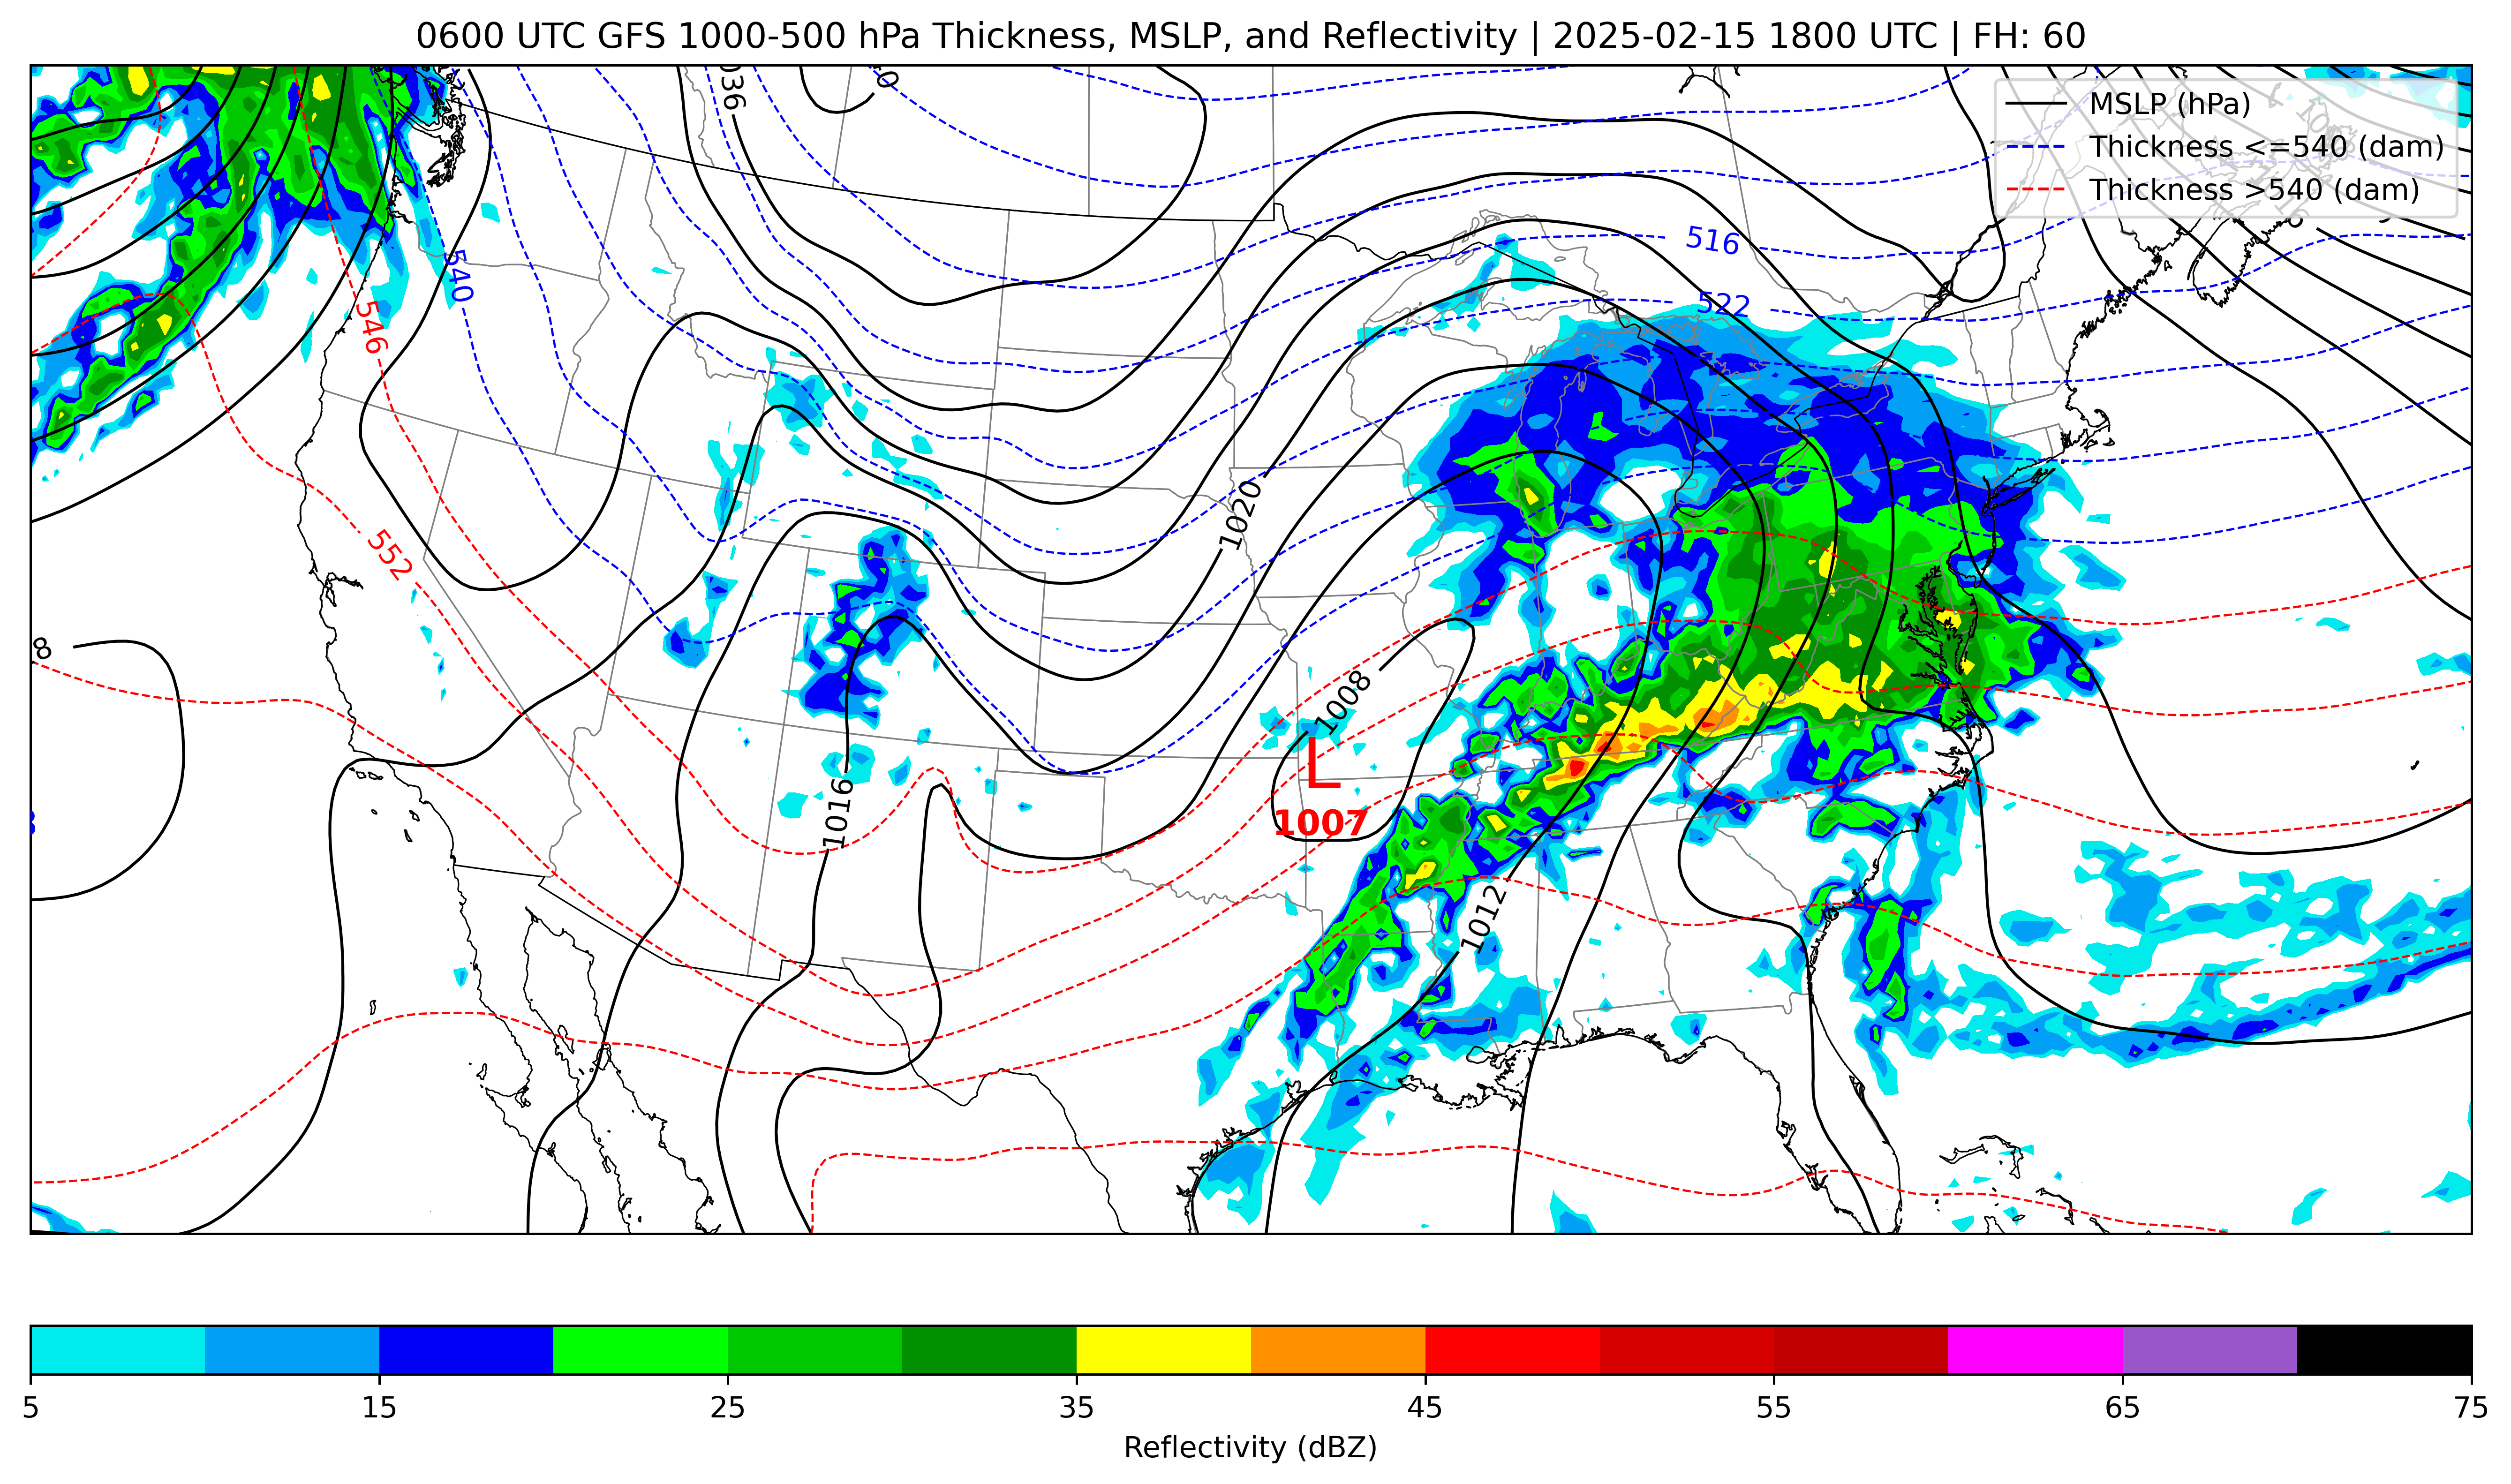 0600 UTC GFS 1000-500 hPa Thickness, MSLP, and Reflectivity | 2025-02-15 1800 UTC | FH: 60
MSLP (hPa)
Thickness <=540 (dam)
Thickness >540 (dam)
516
540
522
546
1020
552
8
1008
L
1007
1016
1012
5 15 25 35 45 55 65 75
Reflectivity (dBZ)